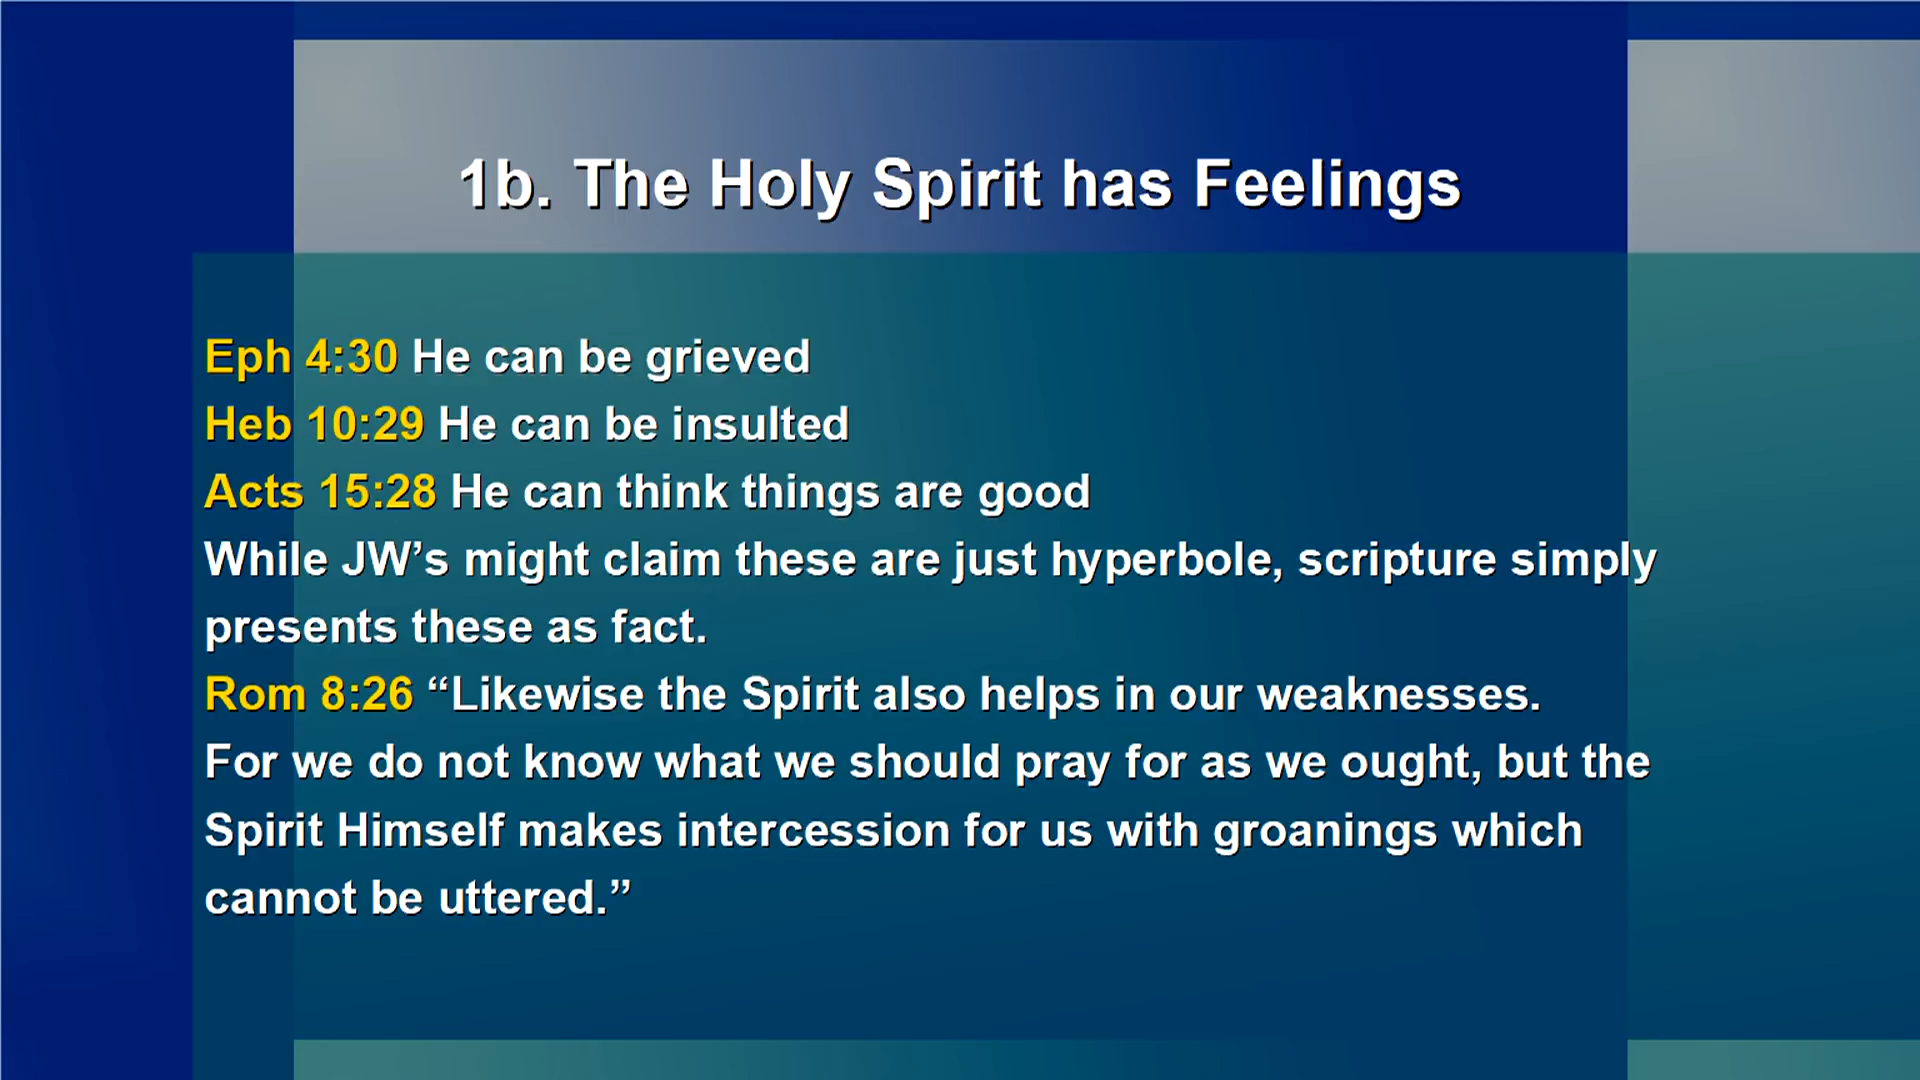 1b. The Holy Spirit has Feelings
Eph 4:30 He can be grieved
Heb 10:29 He can be insulted
Acts 15:28 He can think things are good
While JW’s might claim these are just hyperbole, scripture simply
presents these as fact.
Rom 8:26 “Likewise the Spirit also helps in our weaknesses.
For we do not know what we should pray for as we ought, but the
Spirit Himself makes intercession for us with groanings which
cannot be uttered.”